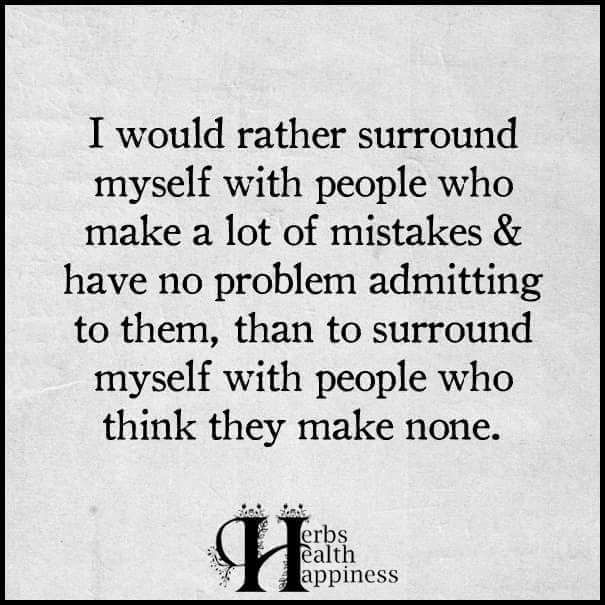 I would rather surround
myself with people who
make a lot of mistakes &
have no problem admitting
to them, than to surround
myself with people who
think they make none.
Herbs
Health
Happiness